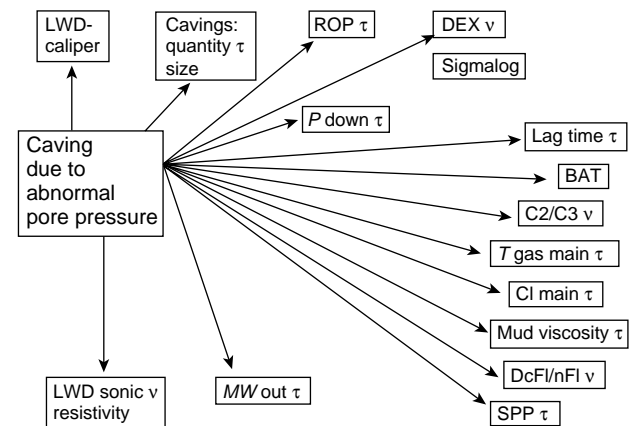 LWD-
caliper
Cavings:
quantity τ
size
ROP τ
DEX ν
Sigmalog
P down τ
Caving
due to
abnormal
pore pressure
Lag time τ
BAT
C2/C3 ν
T gas main τ
Cl main τ
Mud viscosity τ
DcFl/nFl ν
SPP τ
LWD sonic ν
resistivity
MW out τ